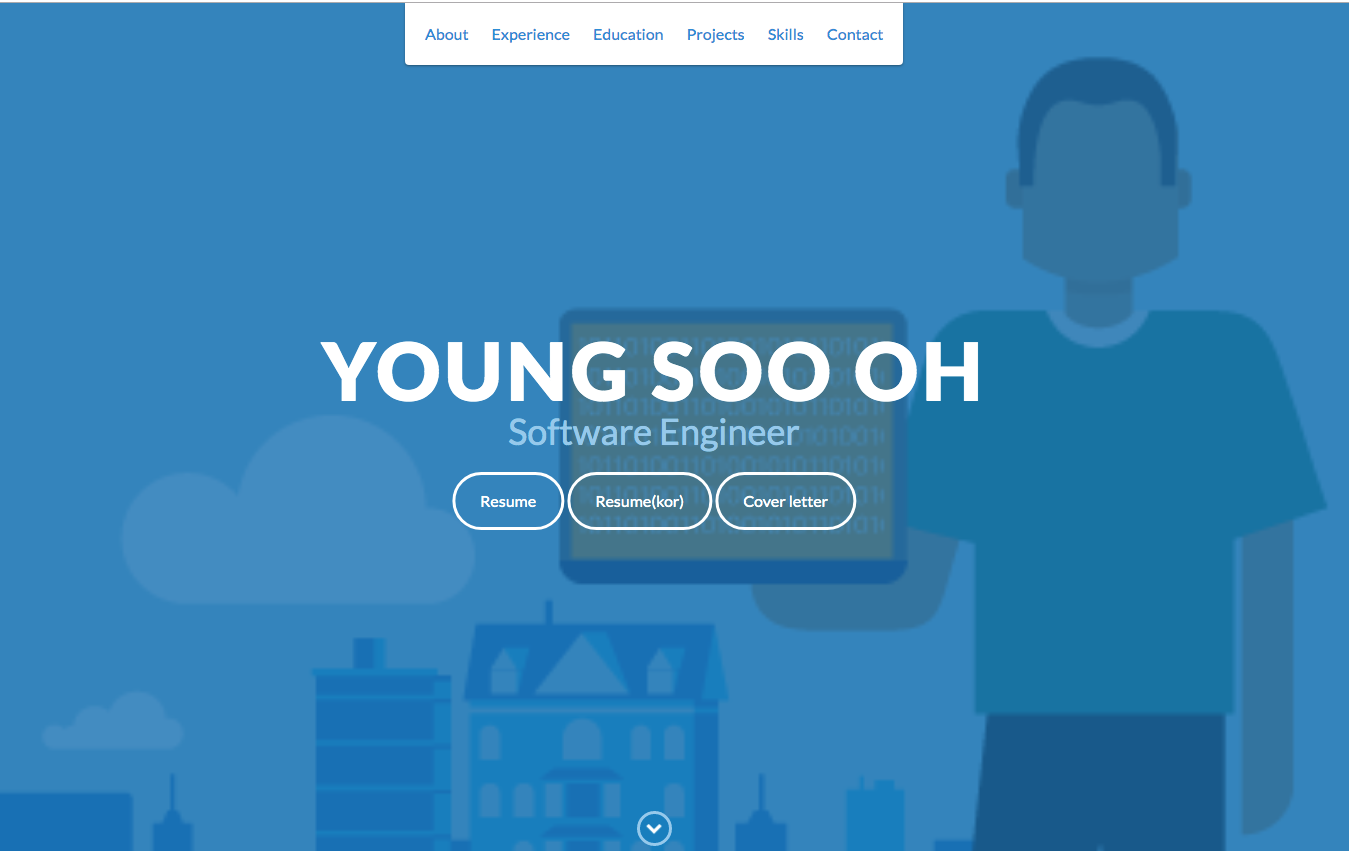 About Experience Education Projects Skills Contact
YOUNG SOO OH
Software Engineer
Resume Resume(kor) Cover letter